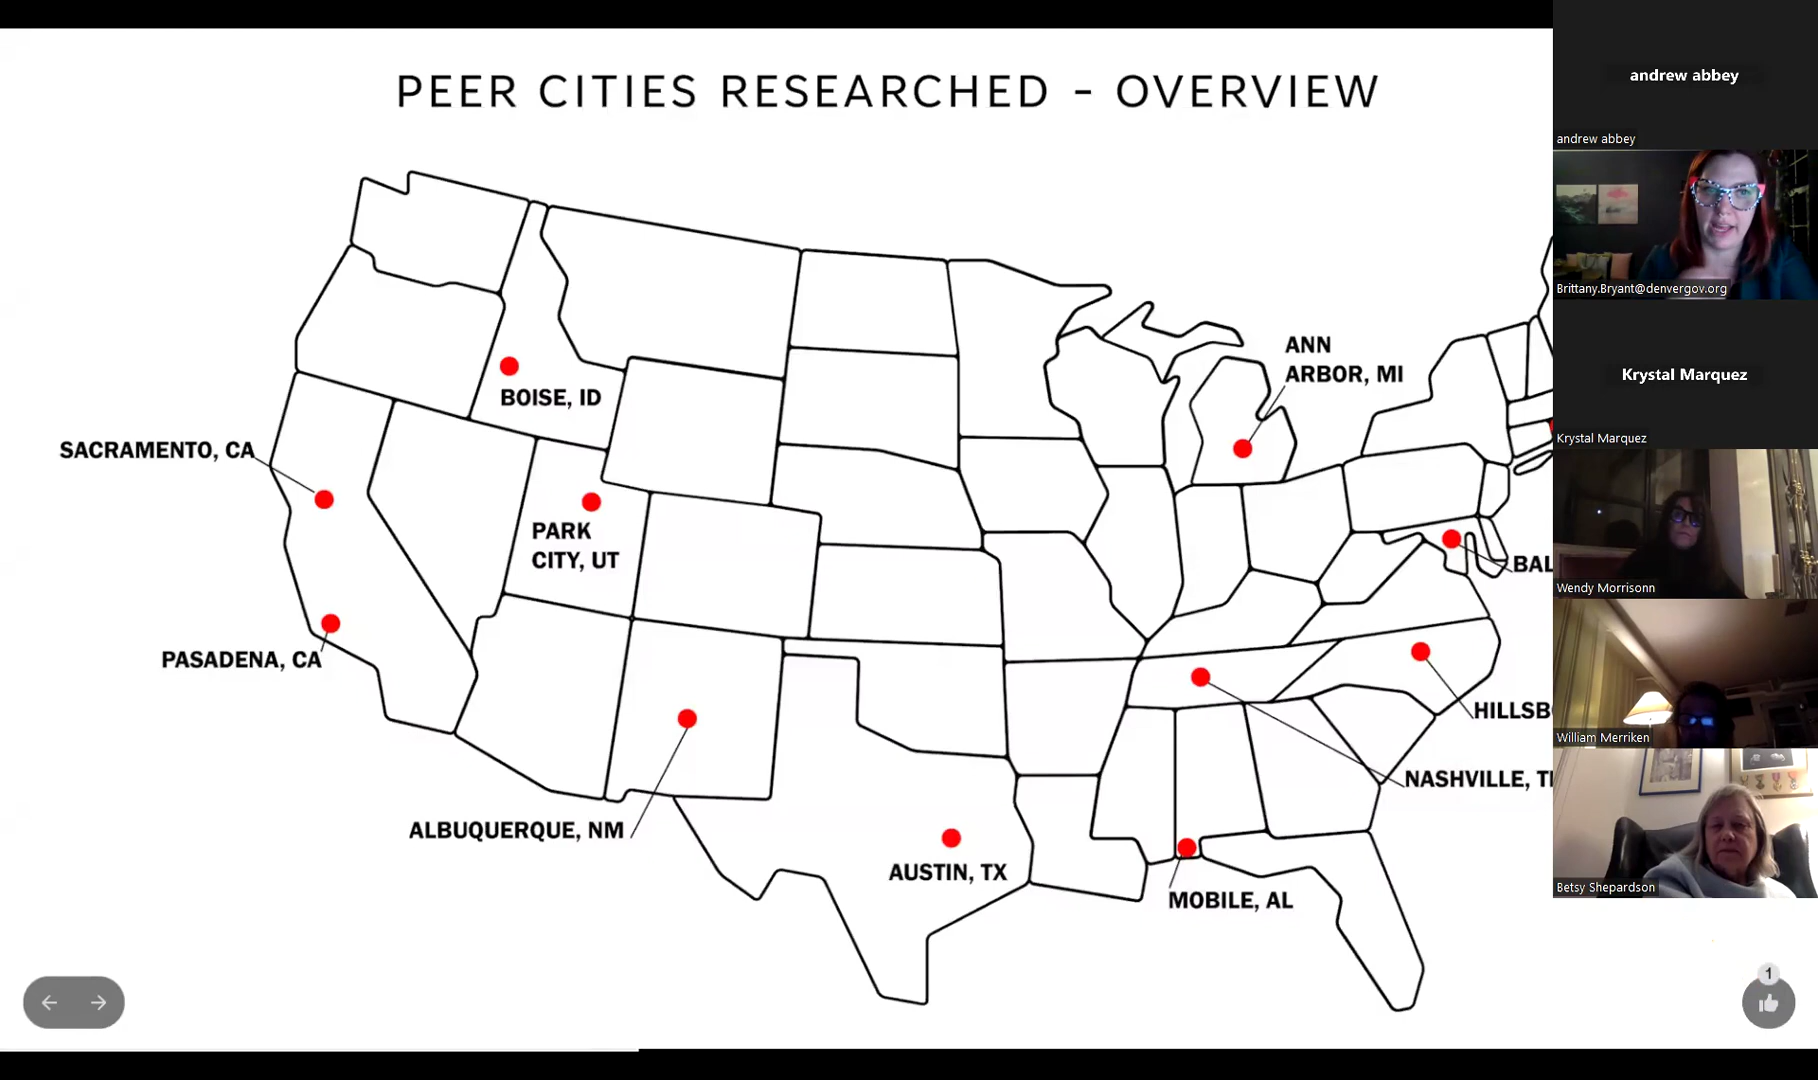 PEER CITIES RESEARCHED - OVERVIEW
ANN
ARBOR, MI
BOISE, ID
SACRAMENTO, CA
PARK
CITY, UT
BAL
PASADENA, CA
HILLSB
NASHVILLE, T
ALBUQUERQUE, NM
AUSTIN, TX
MOBILE, AL
andrew abbey
andrew abbey
Brittany.Bryant@denvergov.org
Krystal Marquez
Krystal Marquez
Wendy Morrisonn
William Merriken
Betsy Shepardson
1